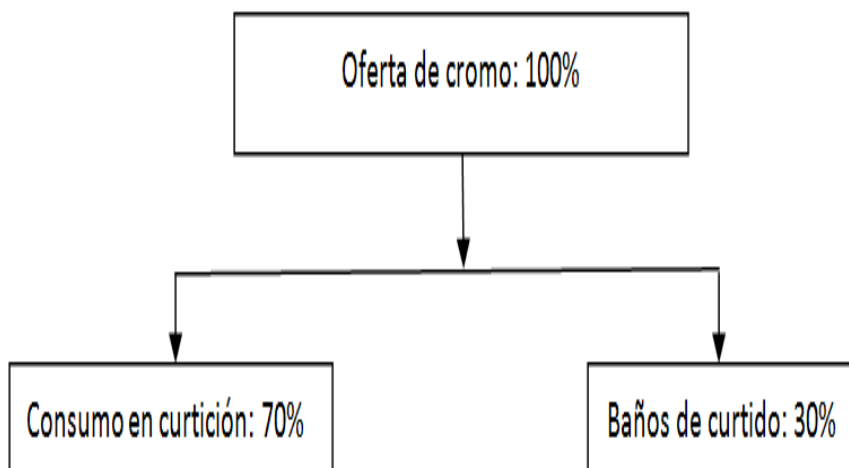 Oferta de cromo: 100%
Consumo en curtición: 70%
Baños de curtido: 30%